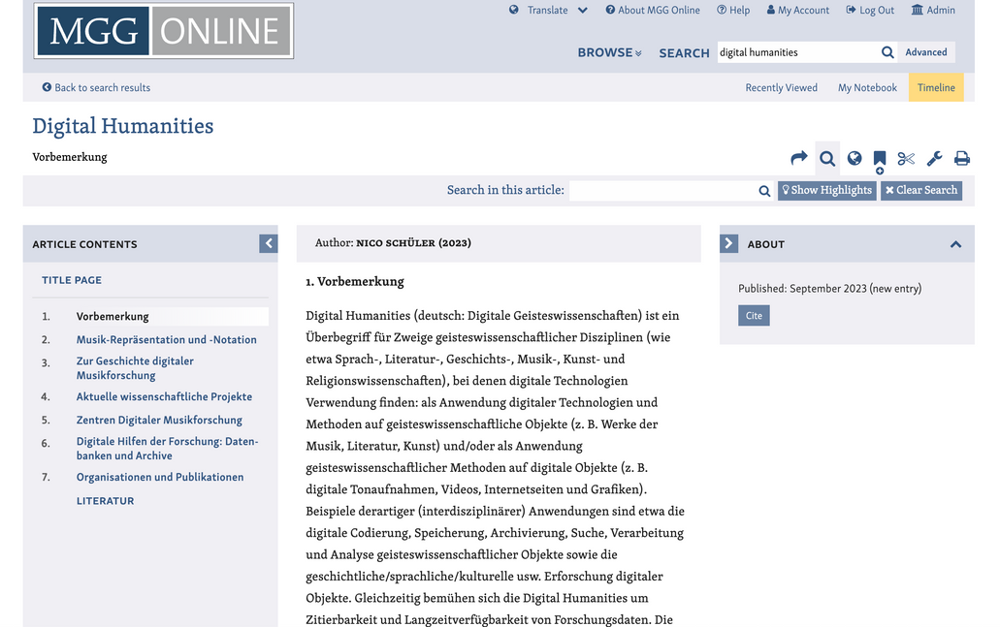 MGG ONLINE
Translate
About MGG Online
Help
My Account
Log Out
Admin
BROWSE
SEARCH
digital humanities
Advanced
Back to search results
Recently Viewed
My Notebook
Timeline
Digital Humanities
Vorbemerkung
Search in this article:
Show Highlights
Clear Search
ARTICLE CONTENTS
TITLE PAGE
1. Vorbemerkung
2. Musik-Repräsentation und -Notation
3. Zur Geschichte digitaler
Musikforschung
4. Aktuelle wissenschaftliche Projekte
5. Zentren Digitaler Musikforschung
6. Digitale Hilfen der Forschung: Daten-
banken und Archive
7. Organisationen und Publikationen
LITERATUR
Author: NICO SCHÜLER (2023)
1. Vorbemerkung
Digital Humanities (deutsch: Digitale Geisteswissenschaften) ist ein
Überbegriff für Zweige geisteswissenschaftlicher Disziplinen (wie
etwa Sprach-, Literatur-, Geschichts-, Musik-, Kunst- und
Religionswissenschaften), bei denen digitale Technologien
Verwendung finden: als Anwendung digitaler Technologien und
Methoden auf geisteswissenschaftliche Objekte (z. B. Werke der
Musik, Literatur, Kunst) und/oder als Anwendung
geisteswissenschaftlicher Methoden auf digitale Objekte (z. B.
digitale Tonaufnahmen, Videos, Internetseiten und Grafiken).
Beispiele derartiger (interdisziplinärer) Anwendungen sind etwa die
digitale Codierung, Speicherung, Archivierung, Suche, Verarbeitung
und Analyse geisteswissenschaftlicher Objekte sowie die
geschichtliche/sprachliche/kulturelle usw. Erforschung digitaler
Objekte. Gleichzeitig bemühen sich die Digital Humanities um
Zitierbarkeit und Langzeitverfügbarkeit von Forschungsdaten. Die
ABOUT
Published: September 2023 (new entry)
Cite